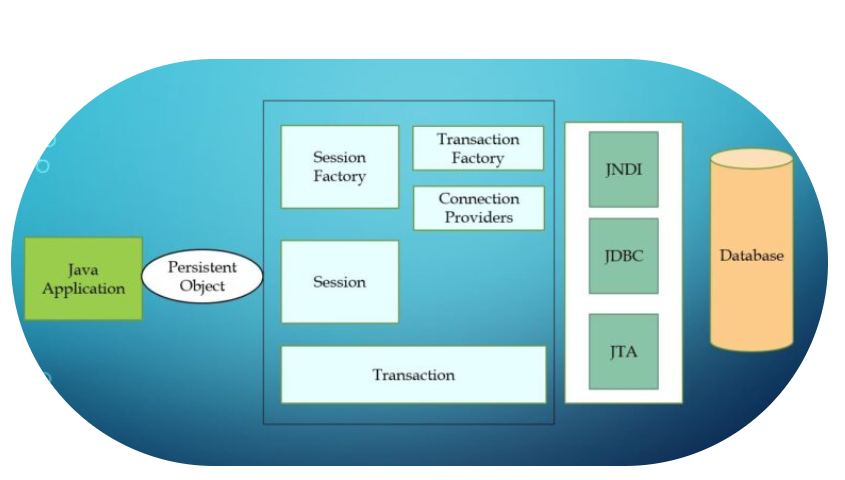 Java
Application
Persistent
Object
Session
Factory
Transaction
Factory
Connection
Providers
Session
Transaction
JNDI
JDBC
JTA
Database